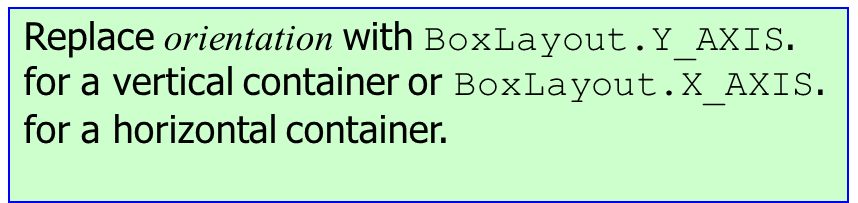 Replace orientation with BoxLayout.Y_AXIS.
for a vertical container or BoxLayout.X_AXIS.
for a horizontal container.